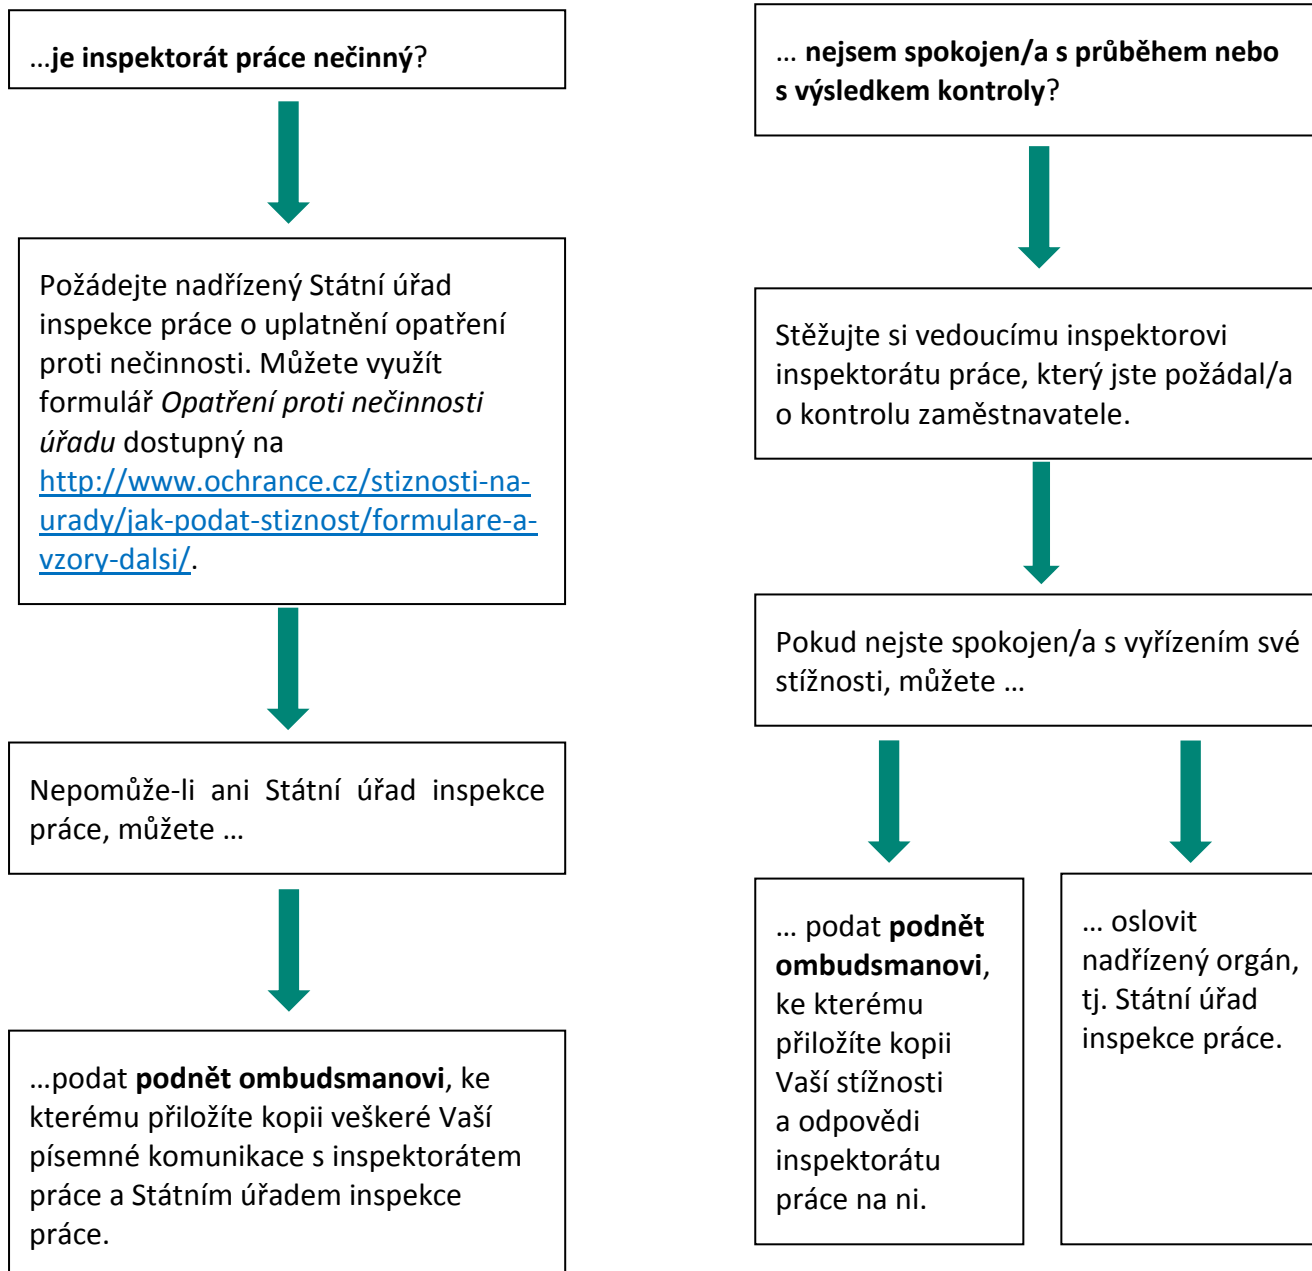 …je inspektorát práce nečinný?
Požádejte nadřízený Státní úřad
inspekce práce o uplatnění opatření
proti nečinnosti. Můžete využít
formulář Opatření proti nečinnosti
úřadu dostupný na
http://www.ochrance.cz/stiznosti-na-
urady/jak-podat-stiznost/formulare-a-
vzory-dalsi/.
Nepomůže-li ani Státní úřad inspekce
práce, můžete …
…podat podnět ombudsmanovi, ke
kterému přiložíte kopii veškeré Vaší
písemné komunikace s inspektorátem
práce a Státním úřadem inspekce
práce.
… nejsem spokojen/a s průběhem nebo
s výsledkem kontroly?
Stěžujte si vedoucímu inspektorovi
inspektorátu práce, který jste požádal/a
o kontrolu zaměstnavatele.
Pokud nejste spokojen/a s vyřízením své
stížnosti, můžete …
… podat podnět
ombudsmanovi,
ke kterému
přiložíte kopii
Vaší stížnosti
a odpovědi
inspektorátu
práce na ni.
… oslovit
nadřízený orgán,
tj. Státní úřad
inspekce práce.